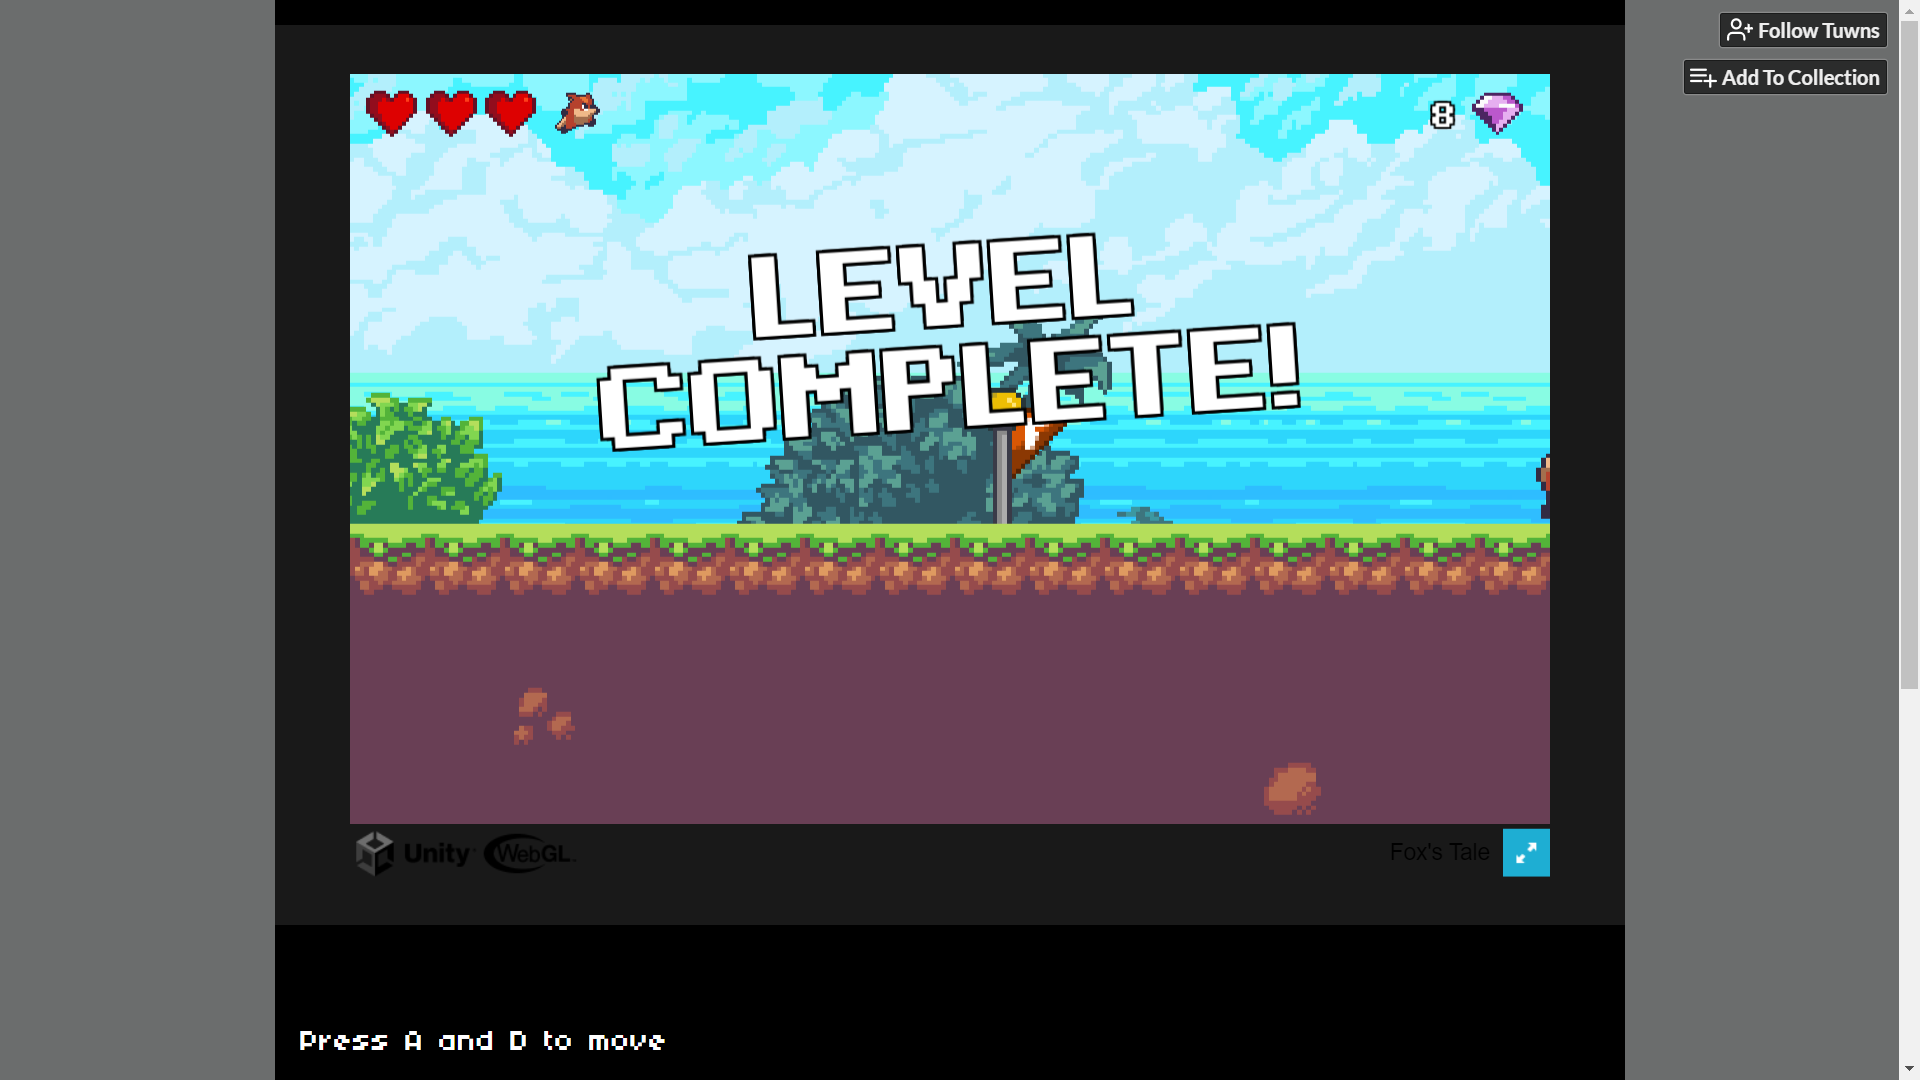 Follow Tuwns
Add To Collection
8
LEVEL
COMPLETE!
Unity WebGL
Fox's Tale
Press A and D to move